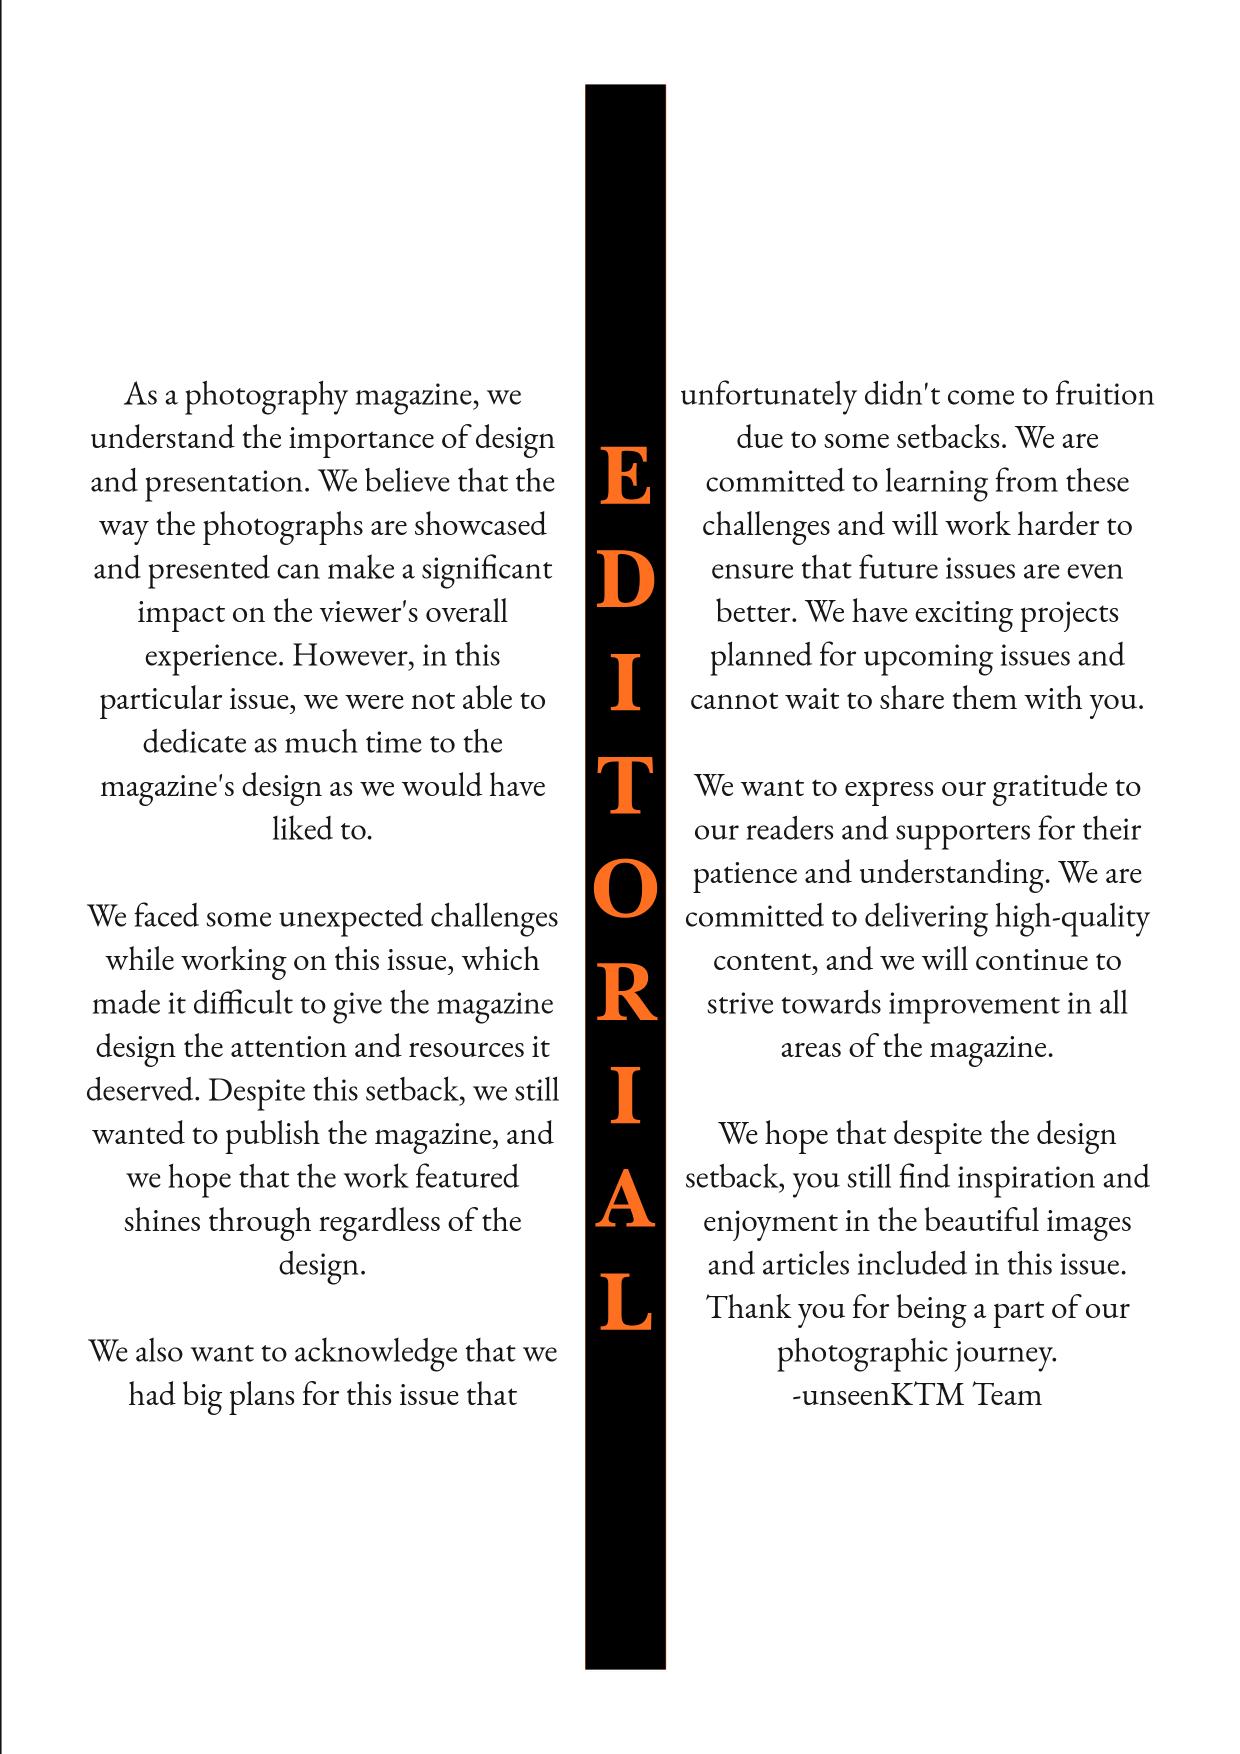 As a photography magazine, we
understand the importance of design
and presentation. We believe that the
way the photographs are showcased
and presented can make a significant
impact on the viewer's overall
experience. However, in this
particular issue, we were not able to
dedicate as much time to the
magazine's design as we would have
liked to.
We faced some unexpected challenges
while working on this issue, which
made it difficult to give the magazine
design the attention and resources it
deserved. Despite this setback, we still
wanted to publish the magazine, and
we hope that the work featured
shines through regardless of the
design.
We also want to acknowledge that we
had big plans for this issue that
EDITORIAL
unfortunately didn't come to fruition
due to some setbacks. We are
committed to learning from these
challenges and will work harder to
ensure that future issues are even
better. We have exciting projects
planned for upcoming issues and
cannot wait to share them with you.
We want to express our gratitude to
our readers and supporters for their
patience and understanding. We are
committed to delivering high-quality
content, and we will continue to
strive towards improvement in all
areas of the magazine.
We hope that despite the design
setback, you still find inspiration and
enjoyment in the beautiful images
and articles included in this issue.
Thank you for being a part of our
photographic journey.
-unseenKTM Team